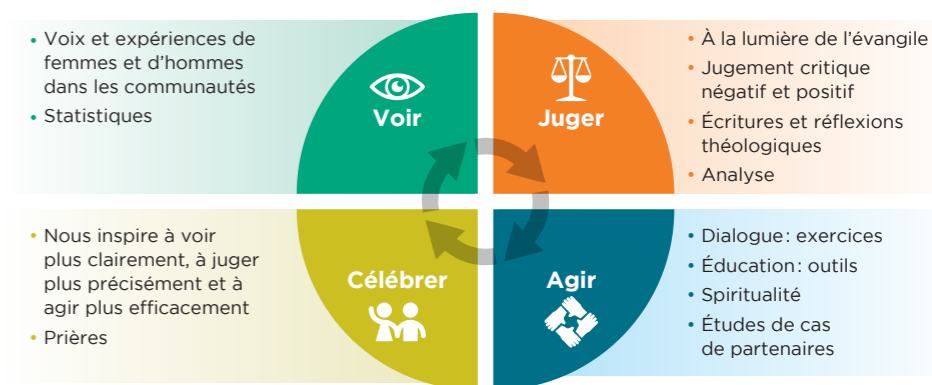 • Voix et expériences de
femmes et d’hommes
dans les communautés
• Statistiques
Voir
Juger
• À la lumière de l’évangile
• Jugement critique
négatif et positif
• Écritures et réflexions
théologiques
• Analyse
• Nous inspire à voir
plus clairement, à juger
plus précisément et à
agir plus efficacement
• Prières
Célébrer
Agir
• Dialogue : exercices
• Éducation : outils
• Spiritualité
• Études de cas
de partenaires